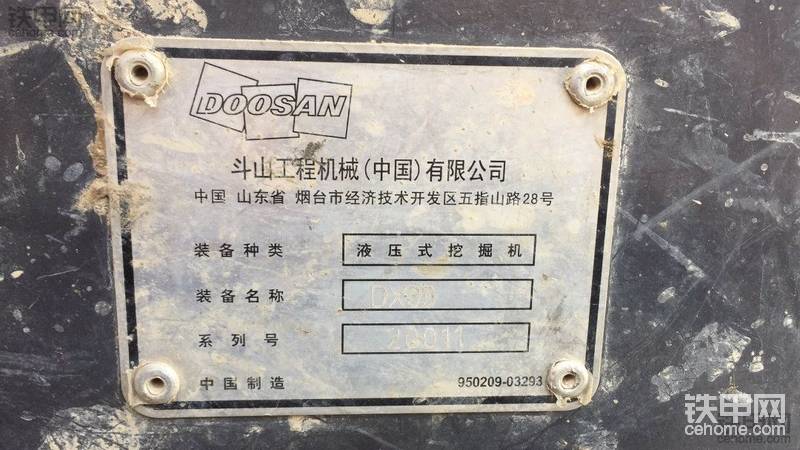 铁甲网
cehome.com
DOOSAN
斗山工程机械(中国)有限公司
中国 山东省 烟台市经济技术开发区五指山路28号
装备种类 液压式挖掘机
装备名称
系列号 20011
中国制造 950209-03293
铁甲网
cehome.com